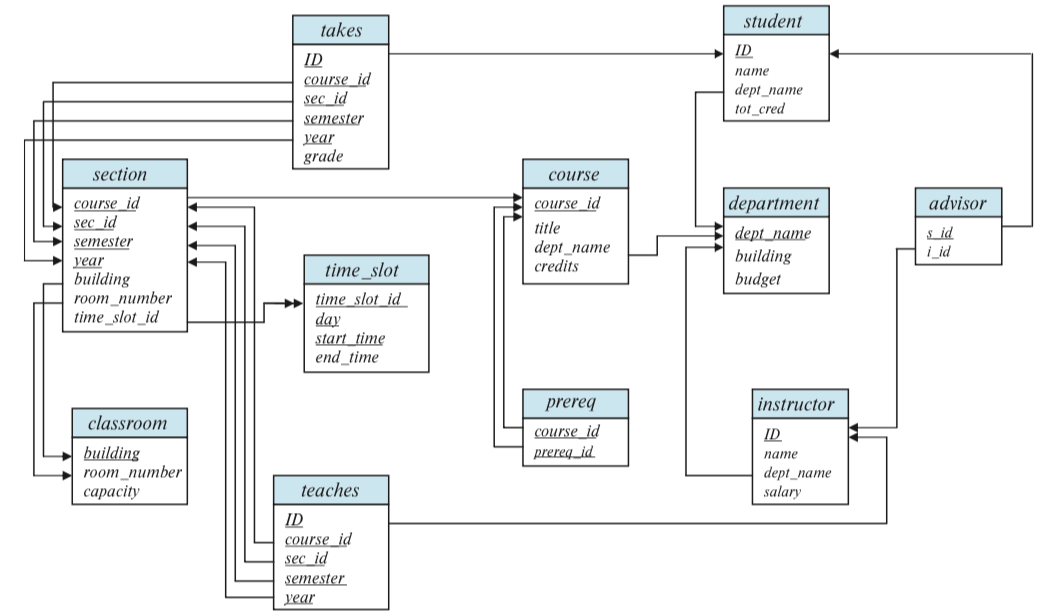 takes
ID
course_id
sec_id
semester
year
grade
student
ID
name
dept_name
tot_cred
section
course_id
sec_id
semester
year
building
room_number
time_slot_id
course
course_id
title
dept_name
credits
department
dept_name
building
budget
advisor
s_id
i_id
time_slot
time_slot_id
day
start_time
end_time
prereq
course_id
prereq_id
instructor
ID
name
dept_name
salary
classroom
building
room_number
capacity
teaches
ID
course_id
sec_id
semester
year